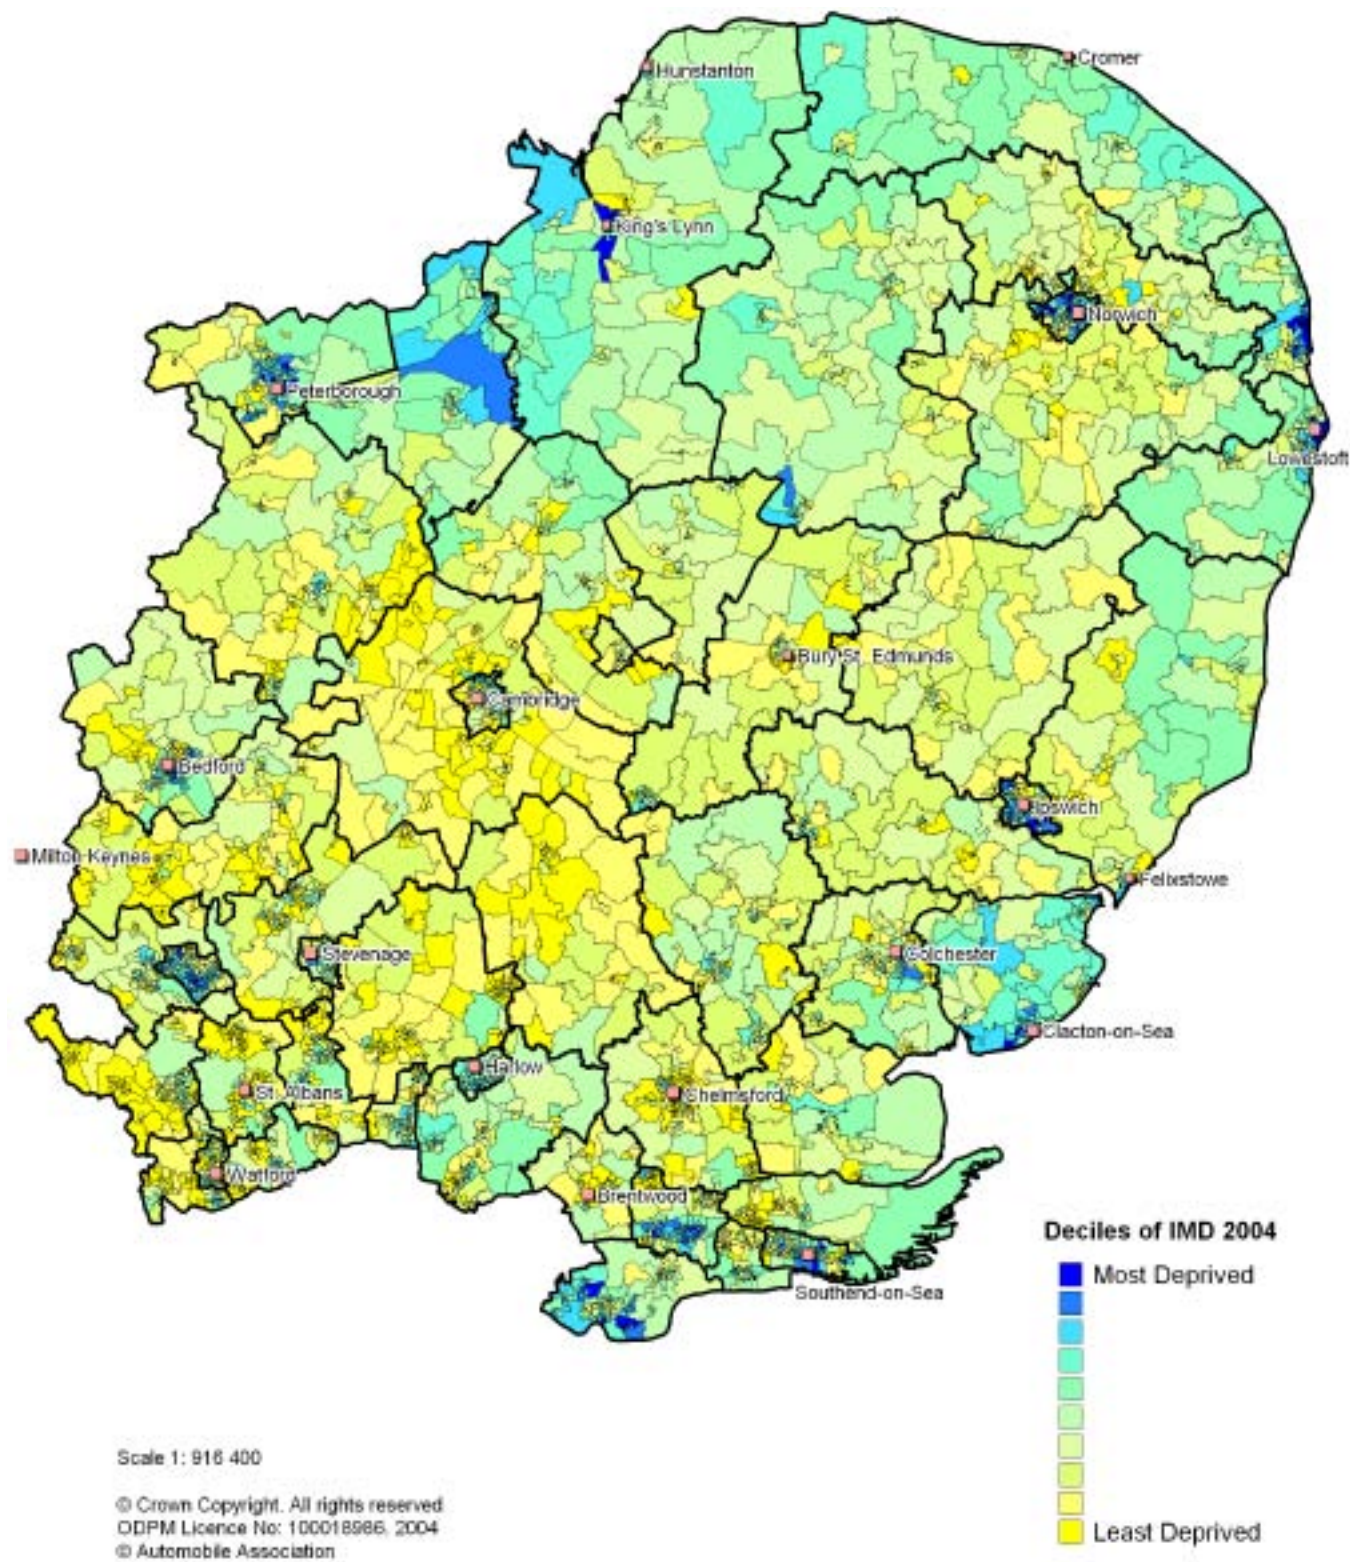 Cromer
Hunstanton
King's Lynn
Norwich
Peterborough
Lowestoft
Bury St. Edmunds
Cambridge
Bedford
Ipswich
Milton Keynes
Felixstowe
Colchester
Stevenage
Clacton-on-Sea
Harlow
St. Albans
Chelmsford
Watford
Brentwood
Southend-on-Sea
Deciles of IMD 2004
Most Deprived
Least Deprived
Scale 1: 916 400
© Crown Copyright. All rights reserved
ODPM Licence No: 100018986. 2004
© Automobile Association